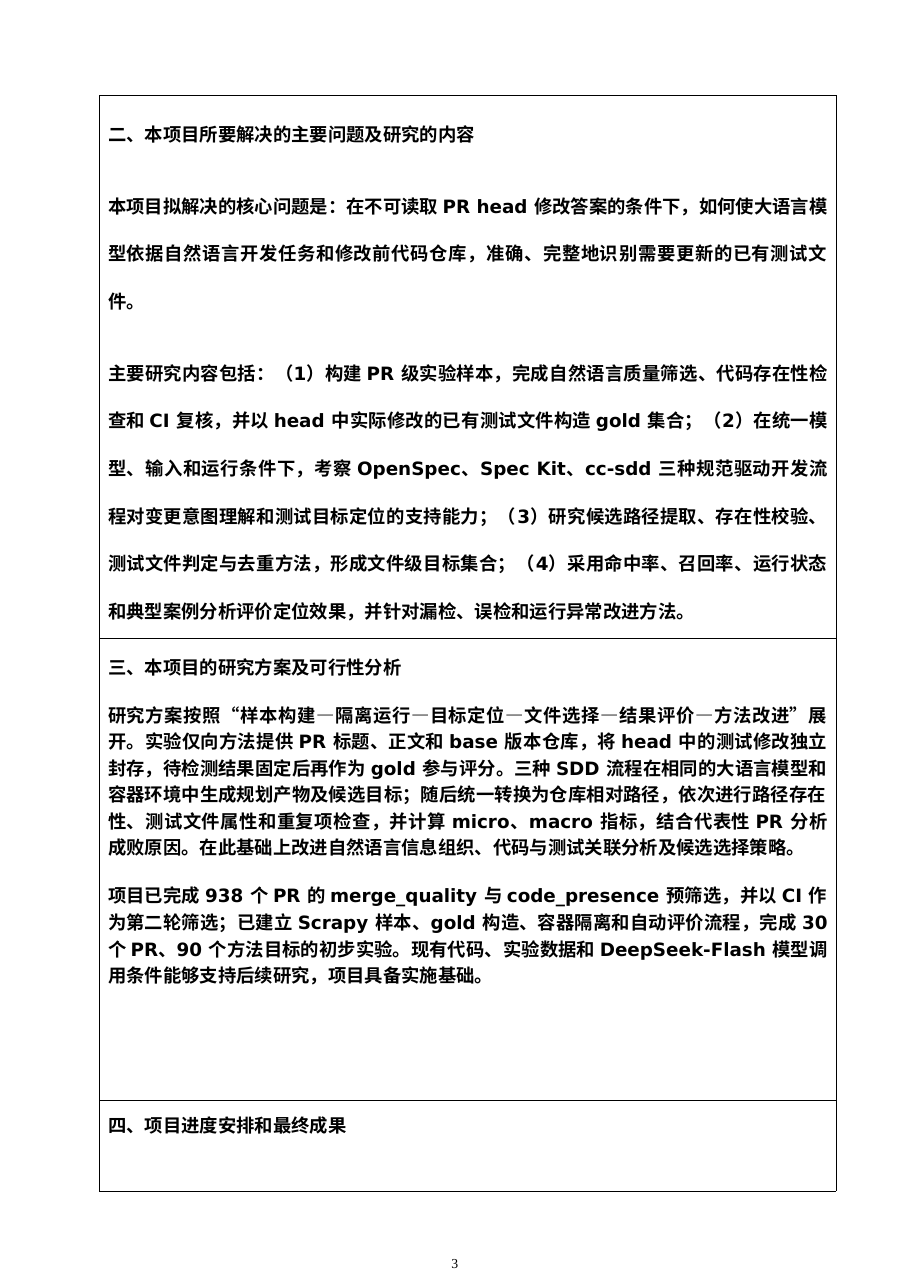 二、本项目所要解决的主要问题及研究的内容
本项目拟解决的核心问题是：在不可读取 PR head 修改答案的条件下，如何使大语言模
型依据自然语言开发任务和修改前代码仓库，准确、完整地识别需要更新的已有测试文
件。
主要研究内容包括：（1）构建 PR 级实验样本，完成自然语言质量筛选、代码存在性检
查和 CI 复核，并以 head 中实际修改的已有测试文件构造 gold 集合；（2）在统一模
型、输入和运行条件下，考察 OpenSpec、Spec Kit、cc-sdd 三种规范驱动开发流
程对变更意图理解和测试目标定位的支持能力；（3）研究候选路径提取、存在性校验、
测试文件判定与去重方法，形成文件级目标集合；（4）采用命中率、召回率、运行状态
和典型案例分析评价定位效果，并针对漏检、误检和运行异常改进方法。
三、本项目的研究方案及可行性分析
研究方案按照“样本构建—隔离运行—目标定位—文件选择—结果评价—方法改进”展
开。实验仅向方法提供 PR 标题、正文和 base 版本仓库，将 head 中的测试修改独立
封存，待检测结果固定后再作为 gold 参与评分。三种 SDD 流程在相同的大语言模型和
容器环境中生成规划产物及候选目标；随后统一转换为仓库相对路径，依次进行路径存在
性、测试文件属性和重复项检查，并计算 micro、macro 指标，结合代表性 PR 分析
成败原因。在此基础上改进自然语言信息组织、代码与测试关联分析及候选选择策略。
项目已完成 938 个 PR 的 merge_quality 与 code_presence 预筛选，并以 CI 作
为第二轮筛选；已建立 Scrapy 样本、gold 构造、容器隔离和自动评价流程，完成 30
个 PR、90 个方法目标的初步实验。现有代码、实验数据和 DeepSeek-Flash 模型调
用条件能够支持后续研究，项目具备实施基础。
四、项目进度安排和最终成果
3